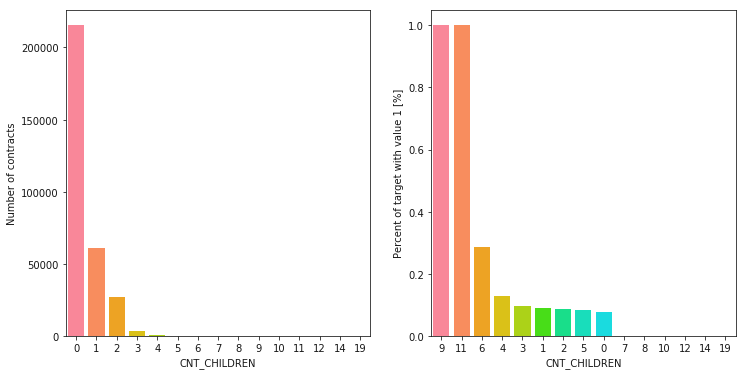 200000
150000
100000
50000
0
Number of contracts
0 1 2 3 4 5 6 7 8 9 10 11 12 14 19
CNT_CHILDREN
1.0
0.8
0.6
0.4
0.2
0.0
Percent of target with value 1 [%]
9 11 6 4 3 1 2 5 0 7 8 10 12 14 19
CNT_CHILDREN